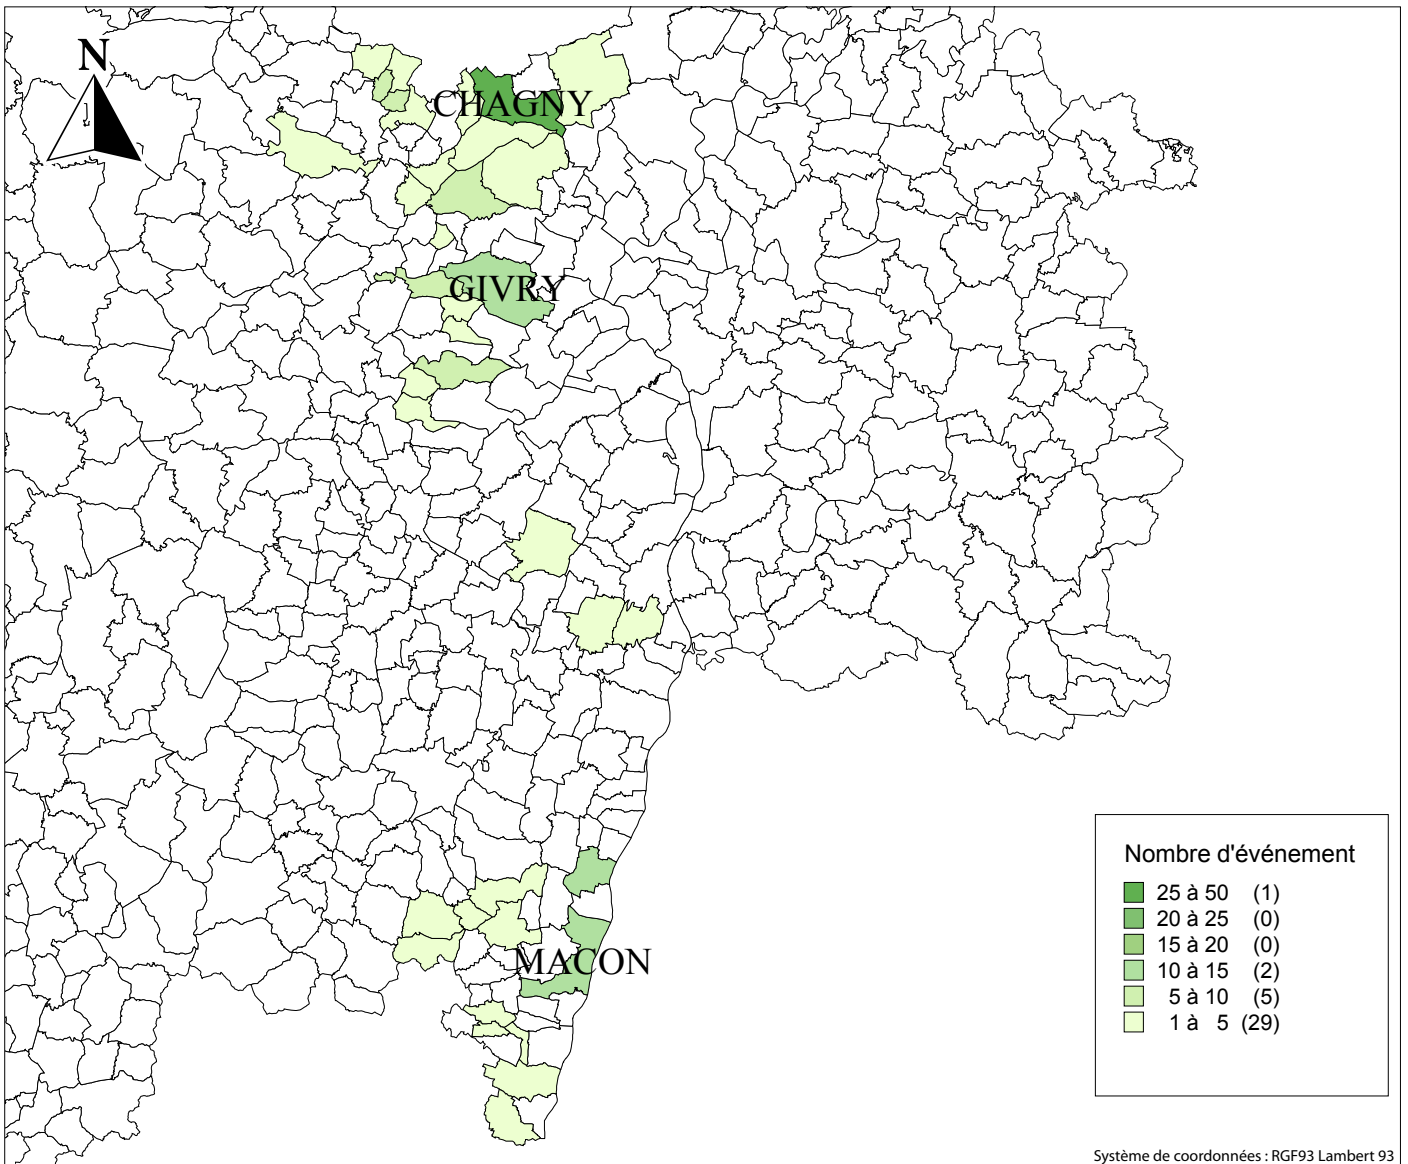 N
CHAGNY
GIVRY
MACON
Nombre d'événement
25 à 50 (1)
20 à 25 (0)
15 à 20 (0)
10 à 15 (2)
5 à 10 (5)
1 à 5 (29)
Système de coordonnées : RGF93 Lambert 93